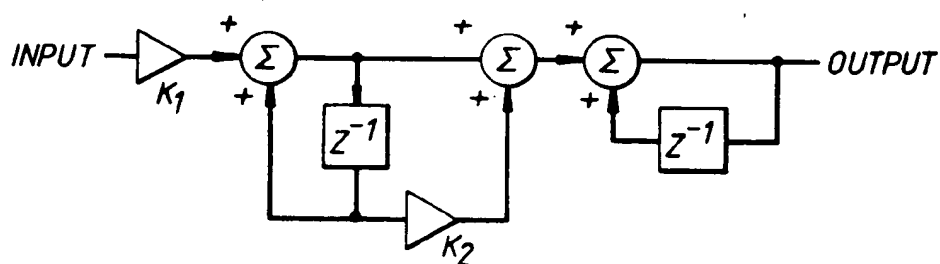 INPUT
K1
+
Σ
+
Z⁻¹
K2
+
Σ
+
+
Σ
+
Z⁻¹
OUTPUT